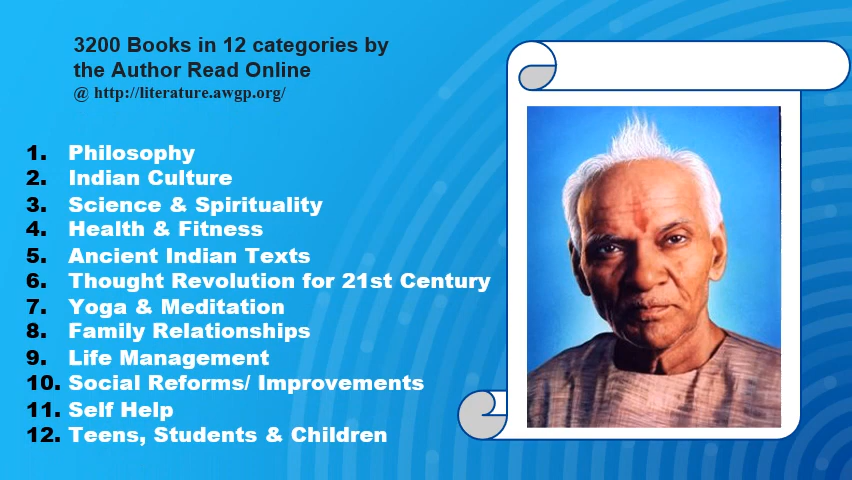 3200 Books in 12 categories by
the Author Read Online
@ http://literature.awgp.org/
1. Philosophy
2. Indian Culture
3. Science & Spirituality
4. Health & Fitness
5. Ancient Indian Texts
6. Thought Revolution for 21st Century
7. Yoga & Meditation
8. Family Relationships
9. Life Management
10. Social Reforms/ Improvements
11. Self Help
12. Teens, Students & Children